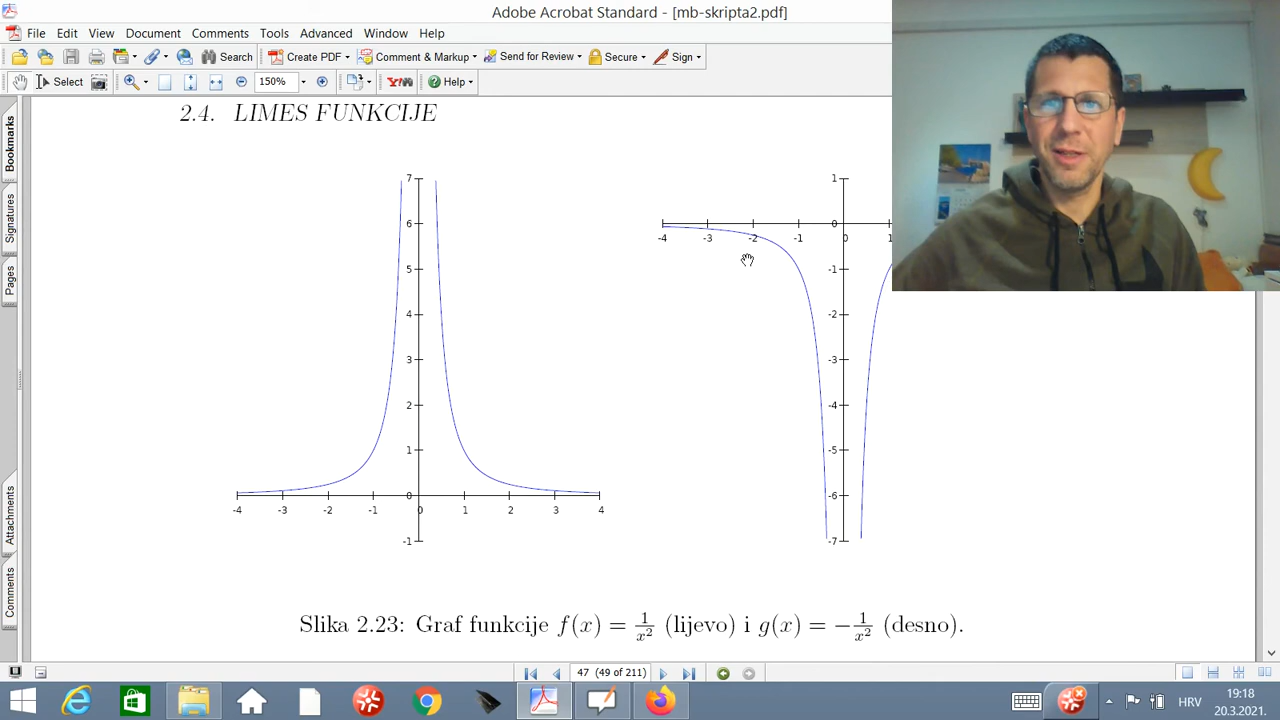 Adobe Acrobat Standard - [mb-skripta2.pdf]
File Edit View Document Comments Tools Advanced Window Help
Search Create PDF Comment & Markup Send for Review Secure Sign
Select 150% Y! Help
Bookmarks
Signatures
Pages
Attachments
Comments
2.4. LIMES FUNKCIJE
7
6
5
4
3
2
1
0
-1
-4 -3 -2 -1 0 1 2 3 4
1
0
-4 -3 -2 -1 0 1
-1
-2
-3
-4
-5
-6
-7
Slika 2.23: Graf funkcije f(x) = 1/x² (lijevo) i g(x) = −1/x² (desno).
47 (49 of 211)
HRV
19:18
20.3.2021.